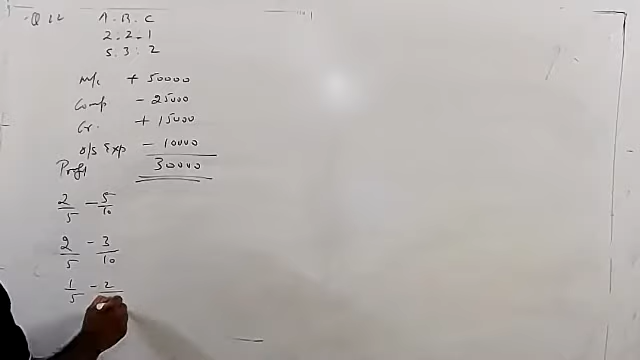 Q 12 A. B. C
2 : 2 - 1
5. 3 : 2
M/c + 50000
Comp - 25000
Cr. + 15000
o/s Exp - 10000
Profit 30000
2/5 - 5/10
2/5 - 3/10
1/5 - 2